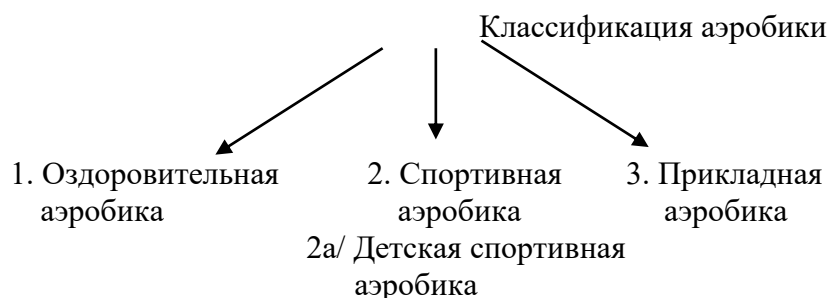 Классификация аэробики
1. Оздоровительная
аэробика
2. Спортивная
аэробика
2а/ Детская спортивная
аэробика
3. Прикладная
аэробика